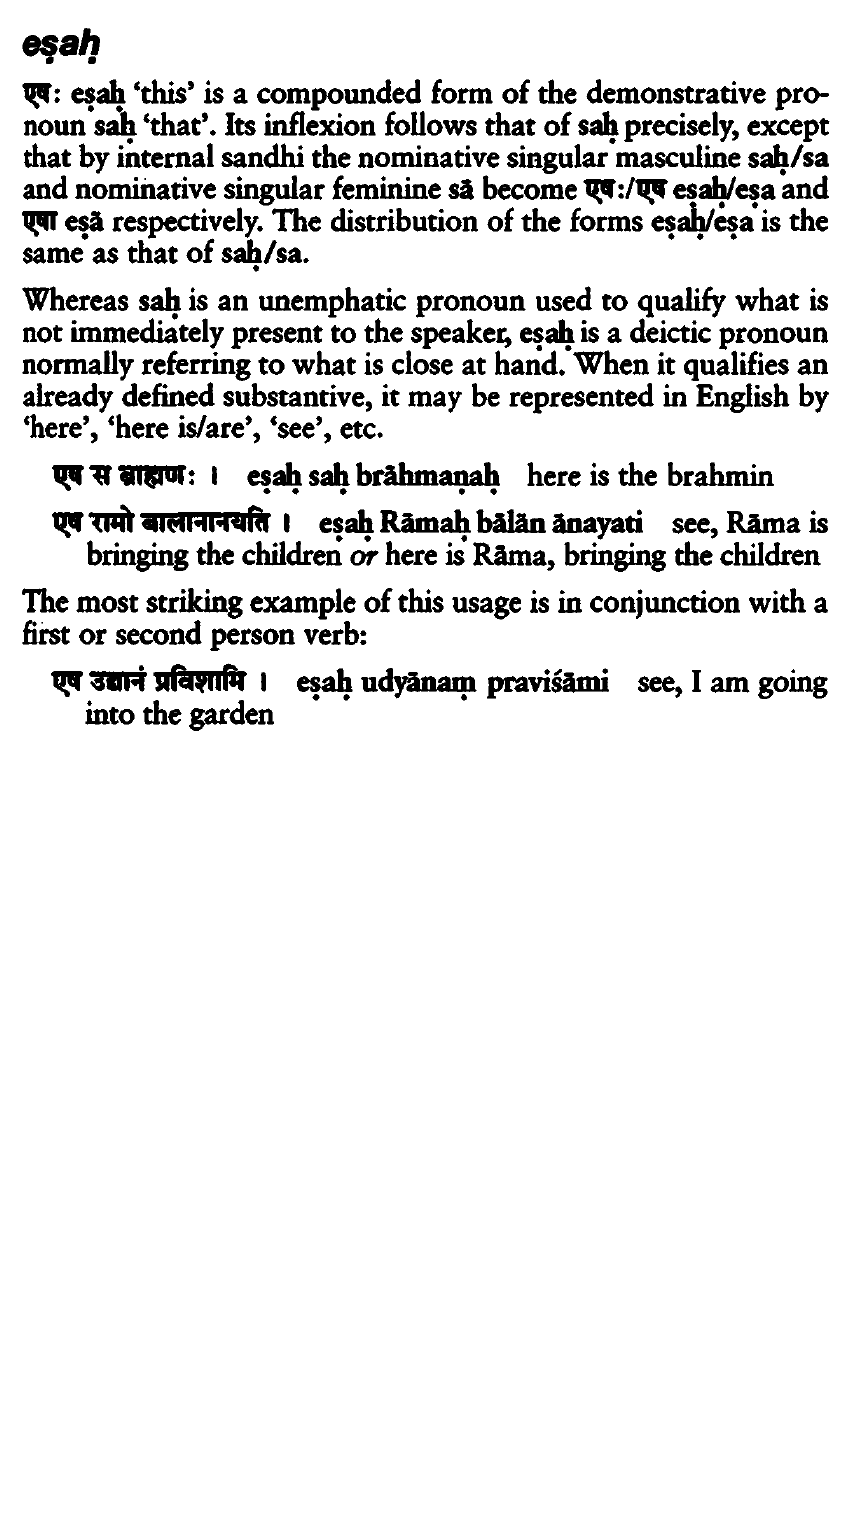 eṣaḥ
एष: eṣaḥ ‘this’ is a compounded form of the demonstrative pro-
noun saḥ ‘that’. Its inflexion follows that of saḥ precisely, except
that by internal sandhi the nominative singular masculine saḥ/sa
and nominative singular feminine sā become एष:/एष eṣaḥ/eṣa and
एषा eṣā respectively. The distribution of the forms eṣaḥ/eṣa is the
same as that of saḥ/sa.
Whereas saḥ is an unemphatic pronoun used to qualify what is
not immediately present to the speaker, eṣaḥ is a deictic pronoun
normally referring to what is close at hand. When it qualifies an
already defined substantive, it may be represented in English by
‘here’, ‘here is/are’, ‘see’, etc.
एष स ब्राह्मण: । eṣaḥ saḥ brāhmaṇaḥ here is the brahmin
एष रामो बालानानयति । eṣaḥ Rāmaḥ bālān ānayati see, Rāma is
bringing the children or here is Rāma, bringing the children
The most striking example of this usage is in conjunction with a
first or second person verb:
एष उद्यानं प्रविशामि । eṣaḥ udyānaṃ praviśāmi see, I am going
into the garden